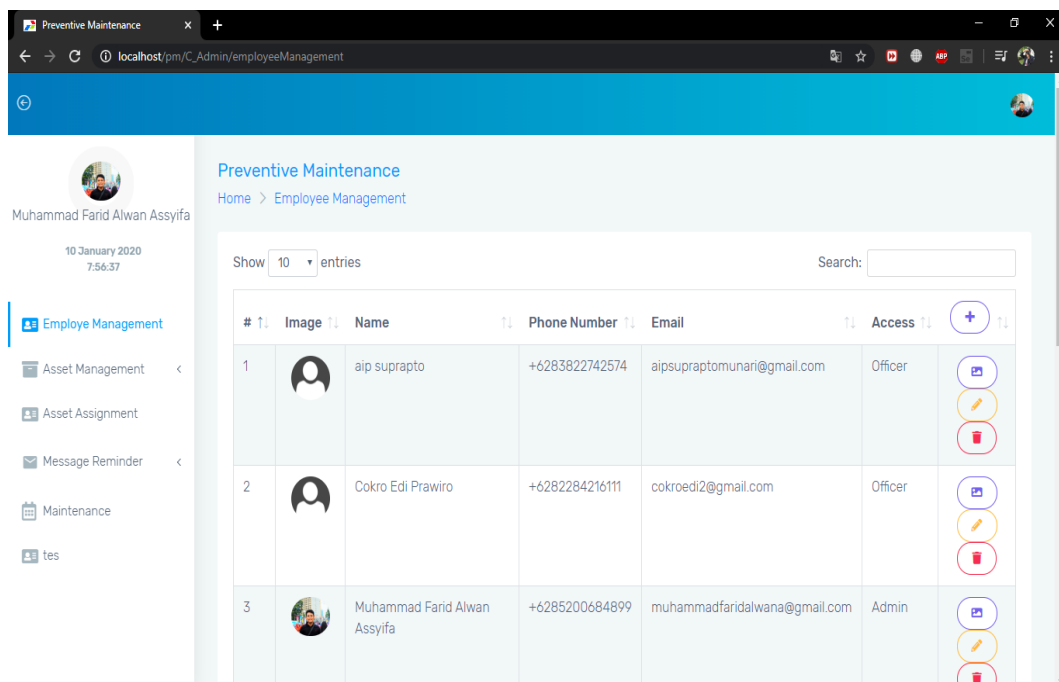 Preventive Maintenance
localhost/pm/C_Admin/employeeManagement
ABP
Muhammad Farid Alwan Assyifa
10 January 2020
7:56:37
Employe Management
Asset Management
Asset Assignment
Message Reminder
Maintenance
tes
Preventive Maintenance
Home > Employee Management
Show 10 entries Search:
# Image Name Phone Number Email Access +
1 aip suprapto +6283822742574 aipsupraptomunari@gmail.com Officer
2 Cokro Edi Prawiro +6282284216111 cokroedi2@gmail.com Officer
3 Muhammad Farid Alwan +6285200684899 muhammadfaridalwana@gmail.com Admin
Assyifa